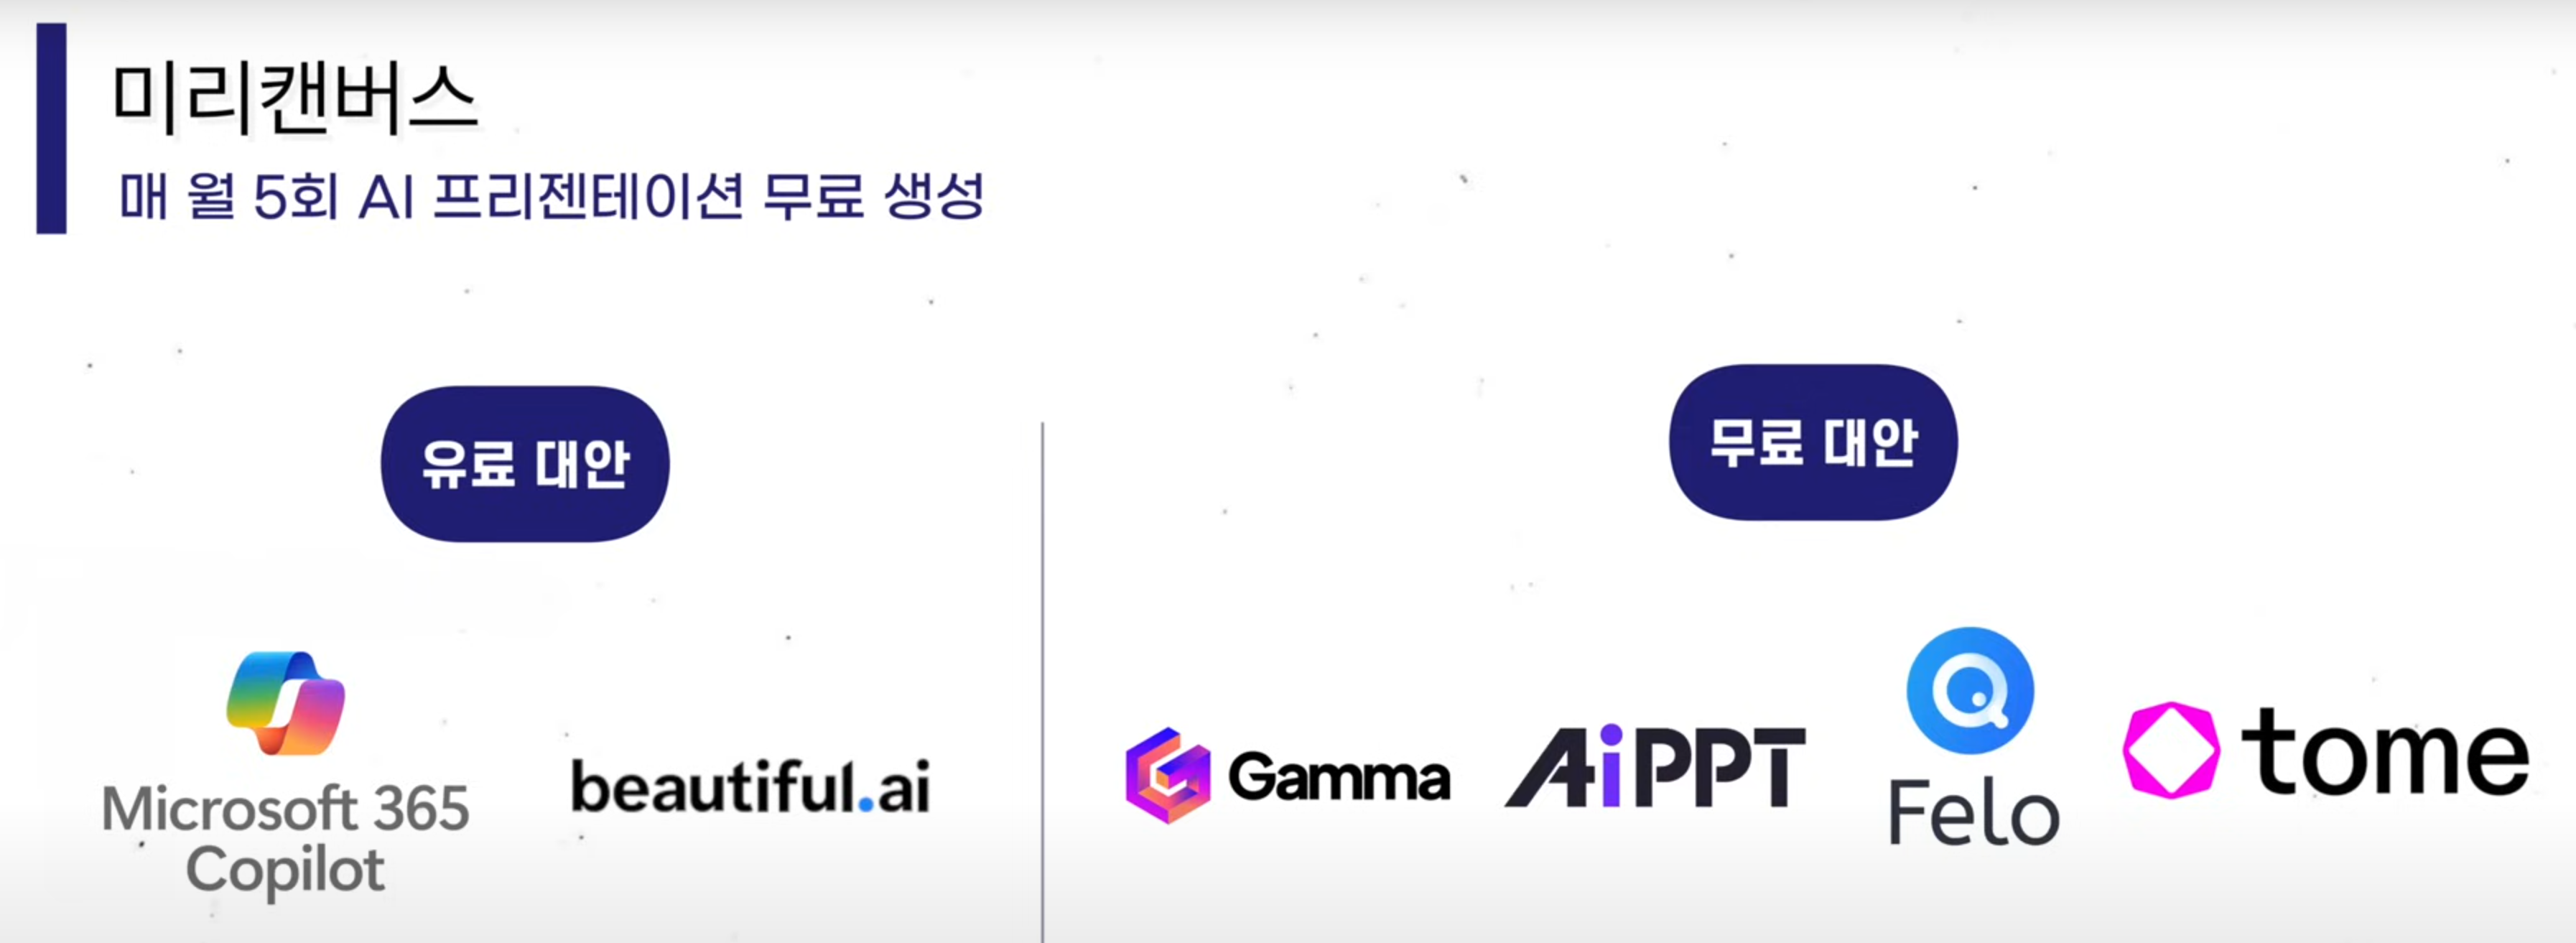 미리캔버스
매 월 5회 AI 프리젠테이션 무료 생성
유료 대안
무료 대안
Microsoft 365
Copilot
beautiful.ai
Gamma
AiPPT
Felo
tome